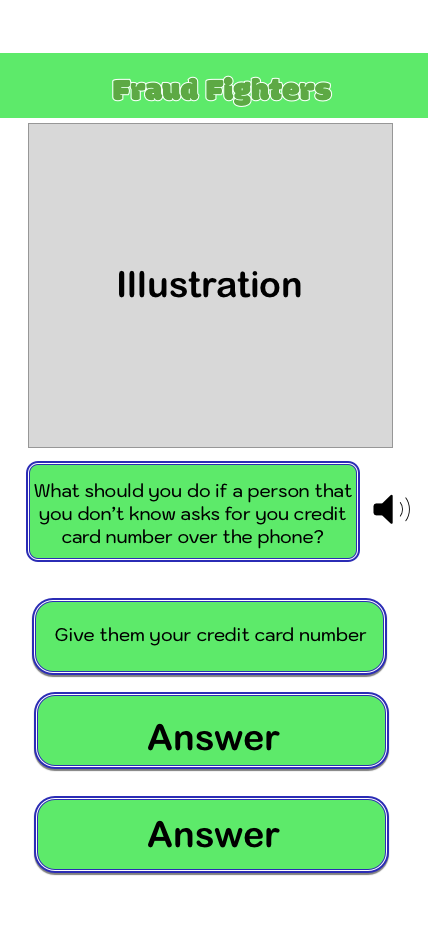 Fraud Fighters
Illustration
What should you do if a person that
you don't know asks for you credit
card number over the phone?
Give them your credit card number
Answer
Answer